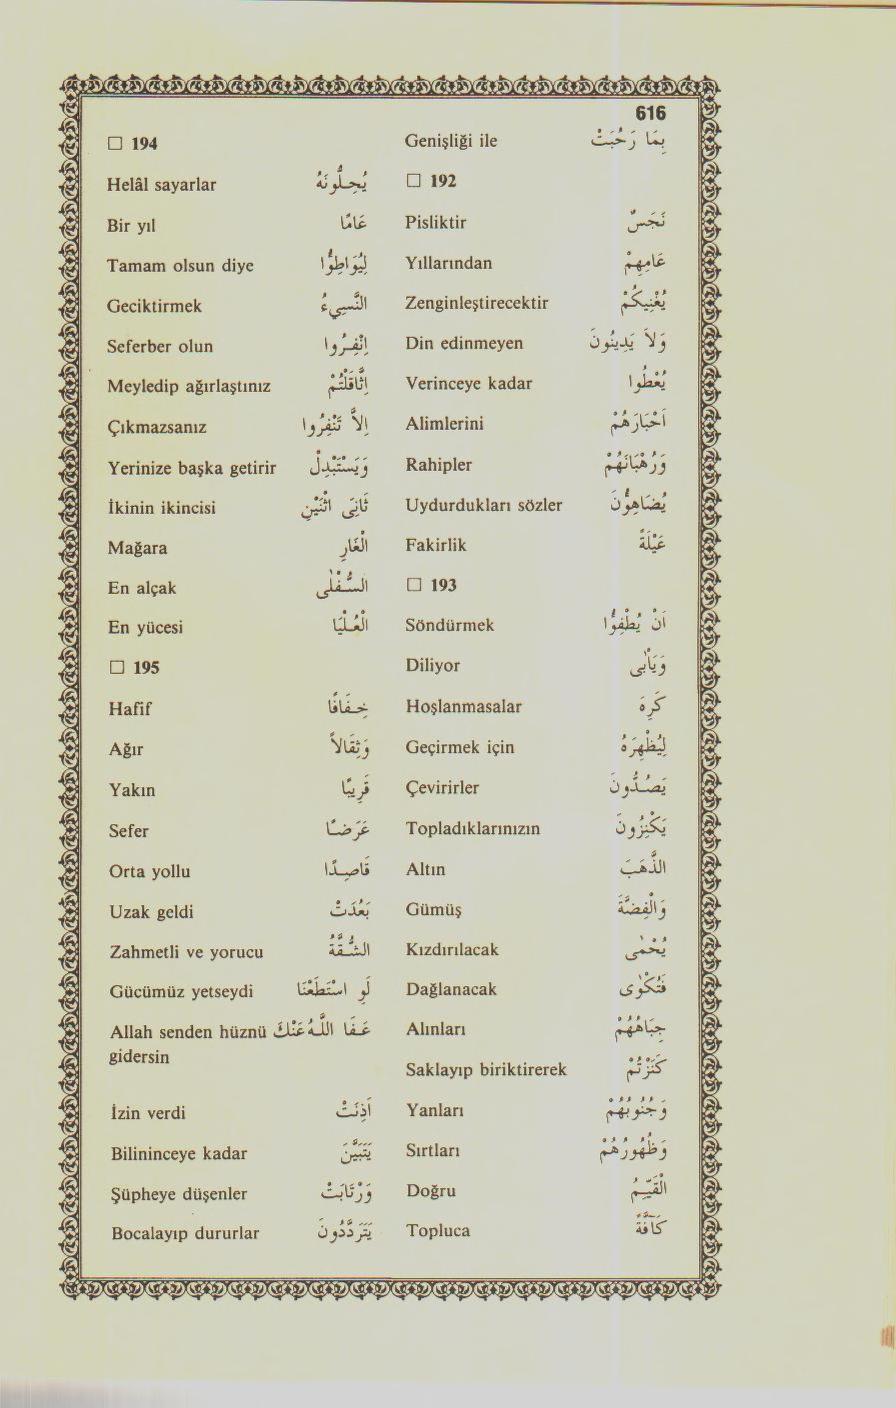 616
Genişliği ile بِمَا رَحُبَتْ
□ 192
Pisliktir نَجَسٌ
Yıllarından عَامِهِمْ
Zenginleştirecektir يُغْنِيكُمْ
Din edinmeyen وَلاَ يَدِينُونَ
Verinceye kadar يُعْطُوا
Alimlerini اَحْبَارَهُمْ
Rahipler وَرُهْبَانَهُمْ
Uydurdukları sözler يُضَاهِؤُنَ
Fakirlik عَيْلَةً
□ 193
Söndürmek اَنْ يُطْفِؤُا
Diliyor وَيَأْبٰى
Hoşlanmasalar كَرِهَ
Geçirmek için لِيُظْهِرَهُ
Çevirirler يَصُدُّونَ
Topladıklarınızın يَكْنِزُونَ
Altın الذَّهَبَ
Gümüş وَالْفِضَّةَ
Kızdırılacak يُحْمٰى
Dağlanacak فَتُكْوٰى
Alınları جِبَاهُهُمْ
Saklayıp biriktirerek كَنَزْتُمْ
Yanları وَجُنُوبُهُمْ
Sırtları وَظُهُورُهُمْ
Doğru الْقَيِّمُ
Topluca كَآفَّةً
□ 194
Helâl sayarlar يُحِلُّونَهُ
Bir yıl عَامًا
Tamam olsun diye لِيُوَاطِؤُا
Geciktirmek النَّسِيءُ
Seferber olun اِنْفِرُوا
Meyledip ağırlaştınız اِثَّاقَلْتُمْ
Çıkmazsanız اِلاَّ تَنْفِرُوا
Yerinize başka getirir وَيَسْتَبْدِلْ
İkinin ikincisi ثَانِىَ اثْنَيْنِ
Mağara الْغَارِ
En alçak السُّفْلٰى
En yücesi الْعُلْيَا
□ 195
Hafif خِفَافًا
Ağır وَثِقَالاً
Yakın قَرِيبًا
Sefer عَرَضًا
Orta yollu قَاصِدًا
Uzak geldi بَعُدَتْ
Zahmetli ve yorucu الشُّقَّةُ
Gücümüz yetseydi لَوِ اسْتَطَعْنَا
Allah senden hüznü عَفَا اللّٰهُ عَنْكَ
gidersin
İzin verdi اَذِنْتَ
Bilininceye kadar يَتَبَيَّنَ
Şüpheye düşenler وَرْتَابَتْ
Bocalayıp dururlar يَتَرَدَّدُونَ